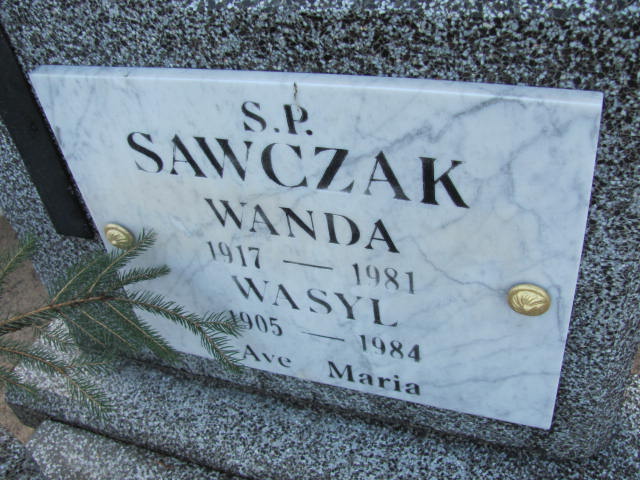 S.P.
SAWCZAK
WANDA
1917 — 1981
WASYL
1905 — 1984
Ave Maria